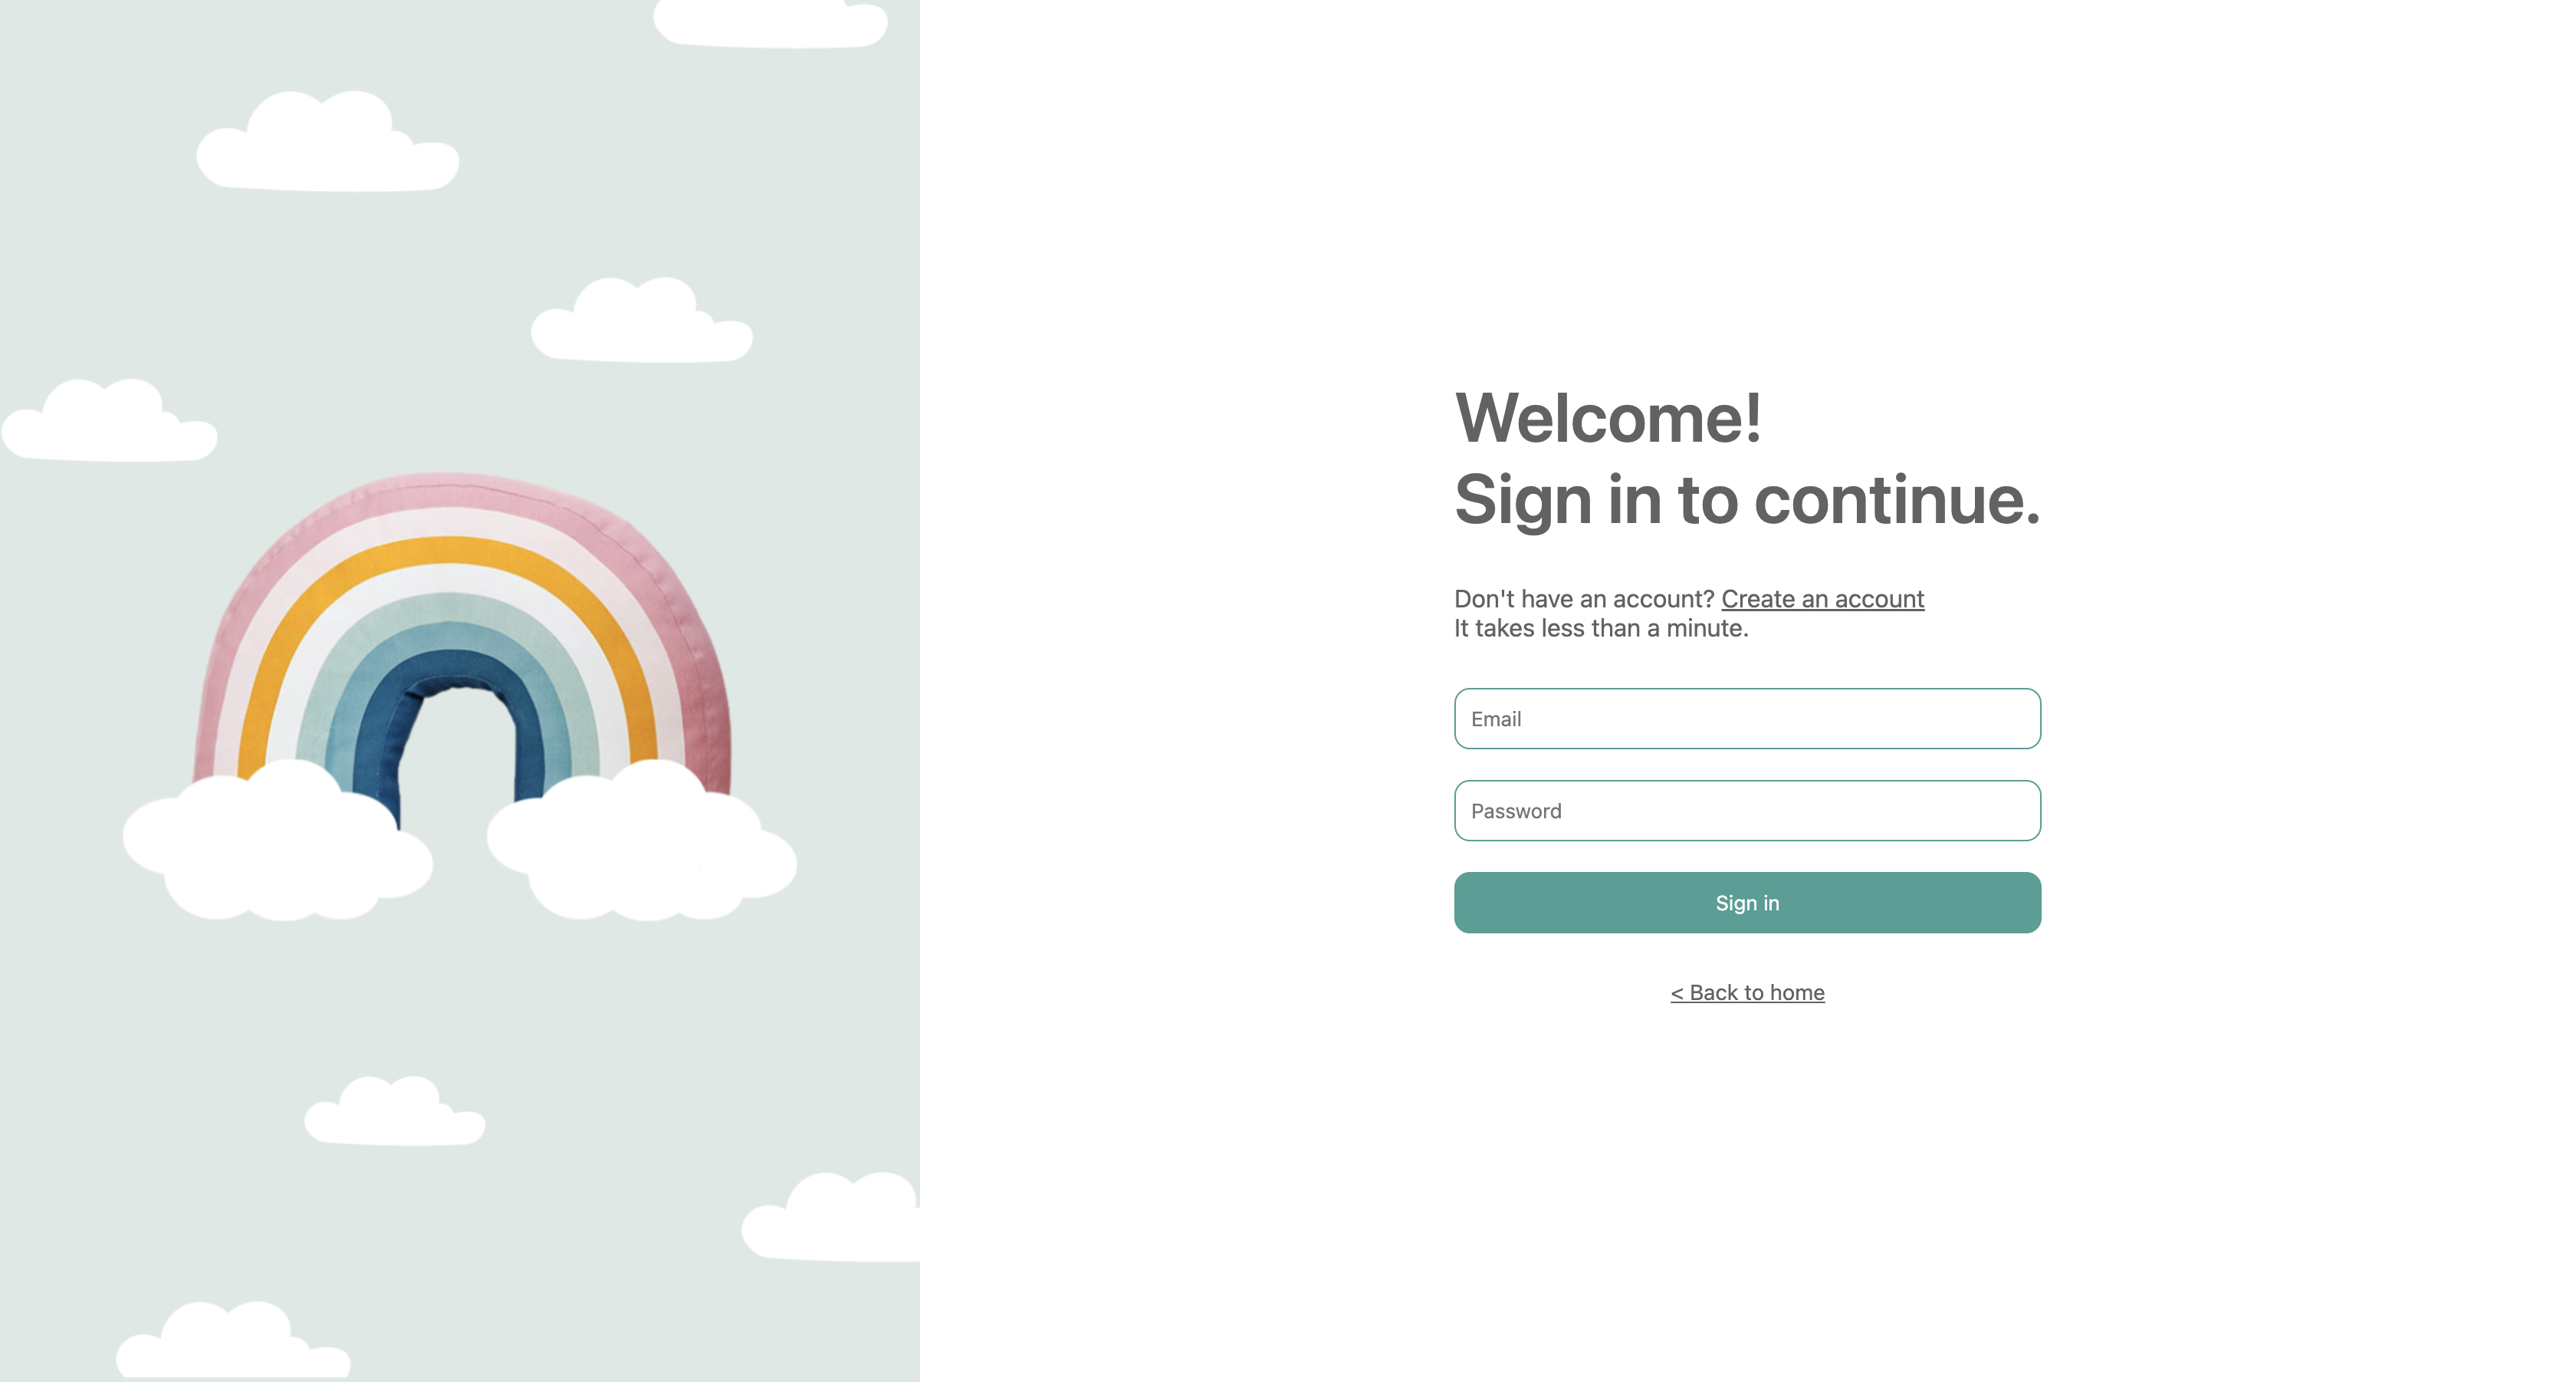 Welcome!
Sign in to continue.
Don't have an account? Create an account
It takes less than a minute.
Email
Password
Sign in
< Back to home